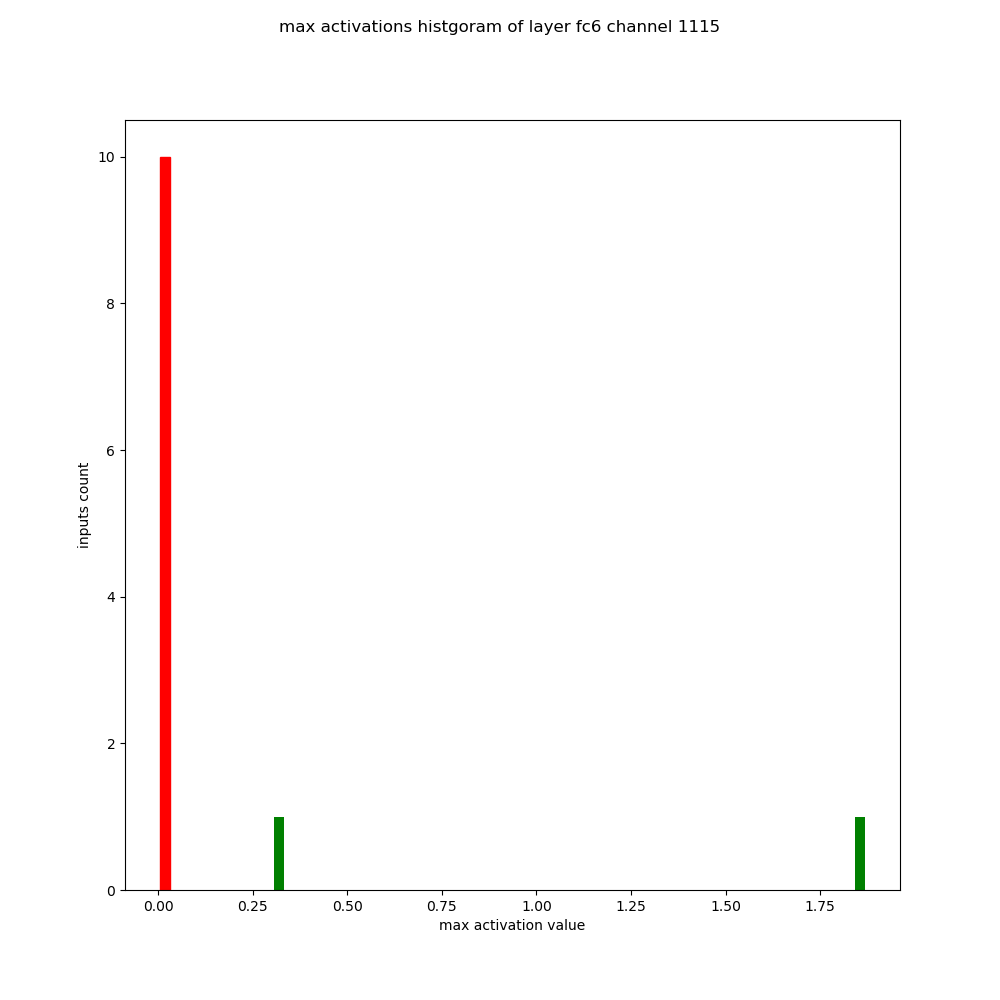 max activations histgoram of layer fc6 channel 1115
10
8
6
4
2
0
inputs count
0.00 0.25 0.50 0.75 1.00 1.25 1.50 1.75
max activation value